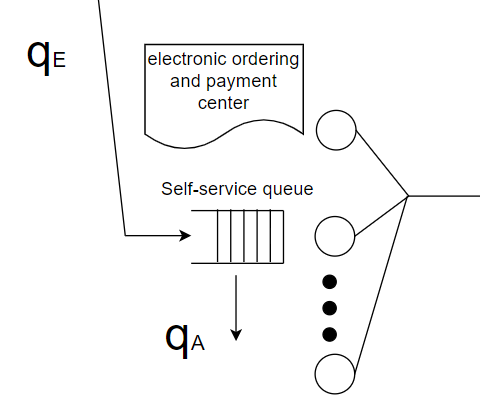 qE
electronic ordering
and payment
center
Self-service queue
qA